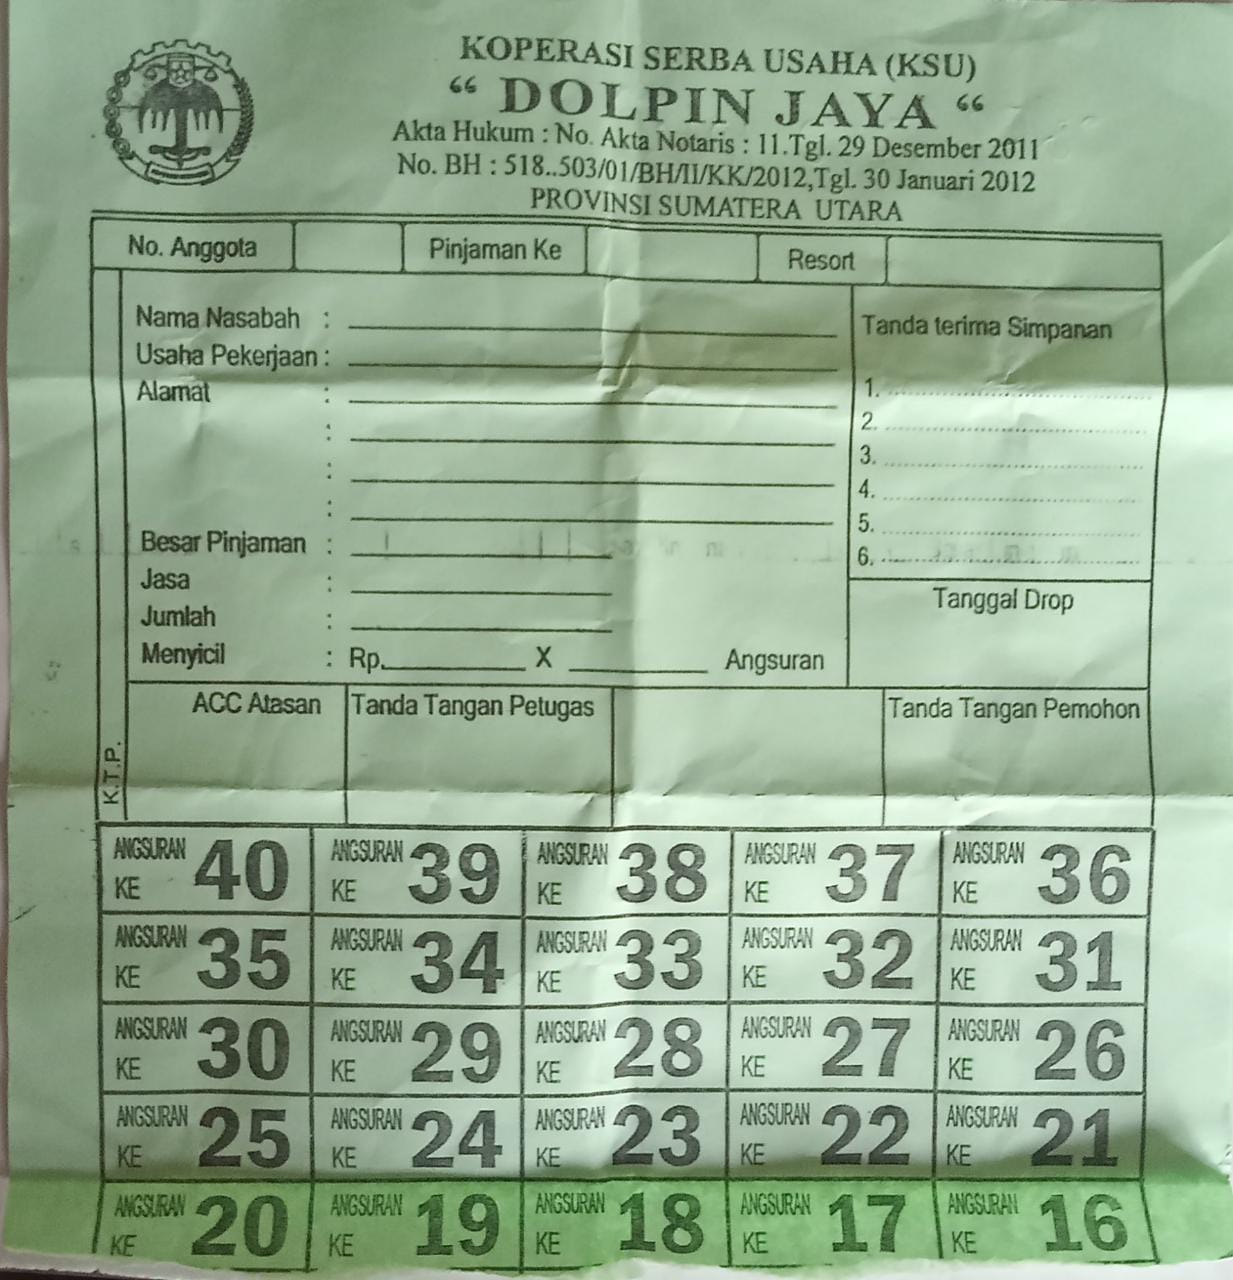 KOPERASI SERBA USAHA (KSU)
“ DOLPIN JAYA “
Akta Hukum : No. Akta Notaris : 11.Tgl. 29 Desember 2011
No. BH : 518..503/01/BH/II/KK/2012,Tgl. 30 Januari 2012
PROVINSI SUMATERA UTARA
No. Anggota Pinjaman Ke Resort
Nama Nasabah :
Usaha Pekerjaan :
Alamat :
:
:
:
Besar Pinjaman :
Jasa :
Jumlah :
Menyicil : Rp.________ X ________ Angsuran
Tanda terima Simpanan
1. ........................
2. ........................
3. ........................
4. ........................
5. ........................
6. ........................
Tanggal Drop
K.T.P.
ACC Atasan Tanda Tangan Petugas Tanda Tangan Pemohon
ANGSURAN KE 40 ANGSURAN KE 39 ANGSURAN KE 38 ANGSURAN KE 37 ANGSURAN KE 36
ANGSURAN KE 35 ANGSURAN KE 34 ANGSURAN KE 33 ANGSURAN KE 32 ANGSURAN KE 31
ANGSURAN KE 30 ANGSURAN KE 29 ANGSURAN KE 28 ANGSURAN KE 27 ANGSURAN KE 26
ANGSURAN KE 25 ANGSURAN KE 24 ANGSURAN KE 23 ANGSURAN KE 22 ANGSURAN KE 21
ANGSURAN KE 20 ANGSURAN KE 19 ANGSURAN KE 18 ANGSURAN KE 17 ANGSURAN KE 16